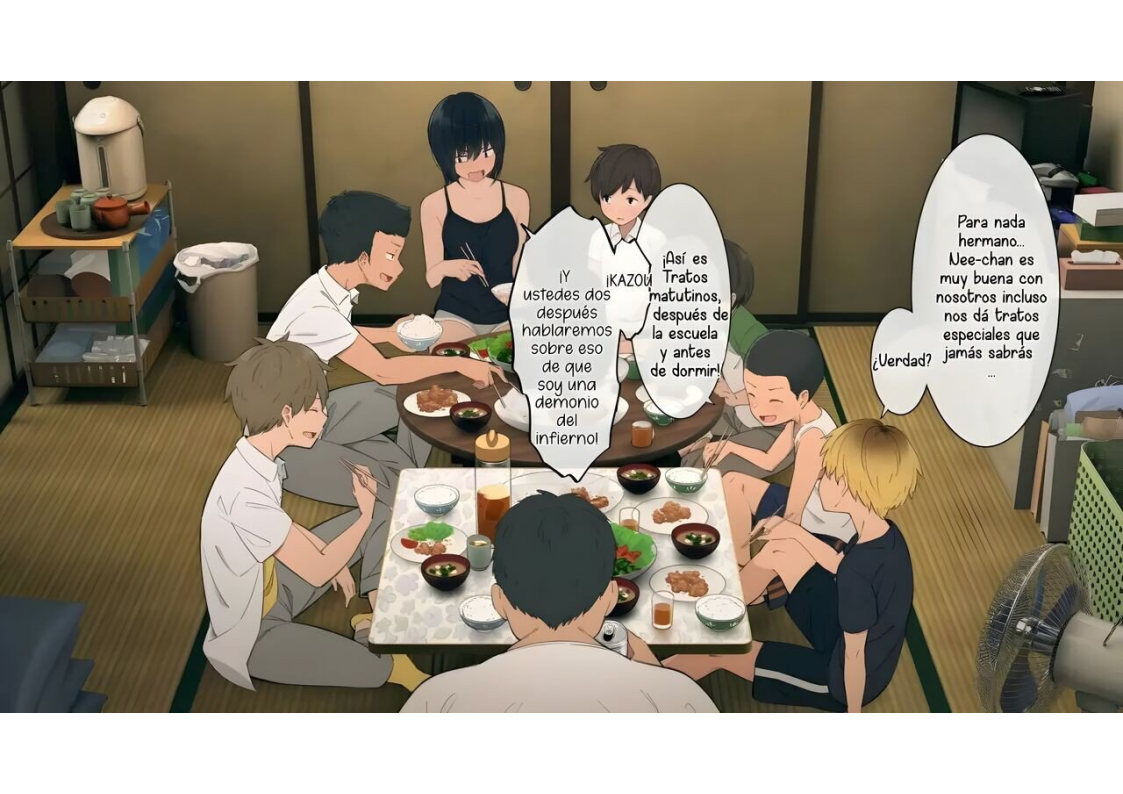 Para nada
hermano...
Nee-chan es
muy buena con
nosotros incluso
nos dá tratos
especiales que
jamás sabrás
...
¿Verdad?
¡Así es
Tratos
matutinos,
después de
la escuela
y antes
de dormir!
¡KAZOU
¡Y
ustedes dos
después
hablaremos
sobre eso
de que
soy una
demonio
del
infierno!